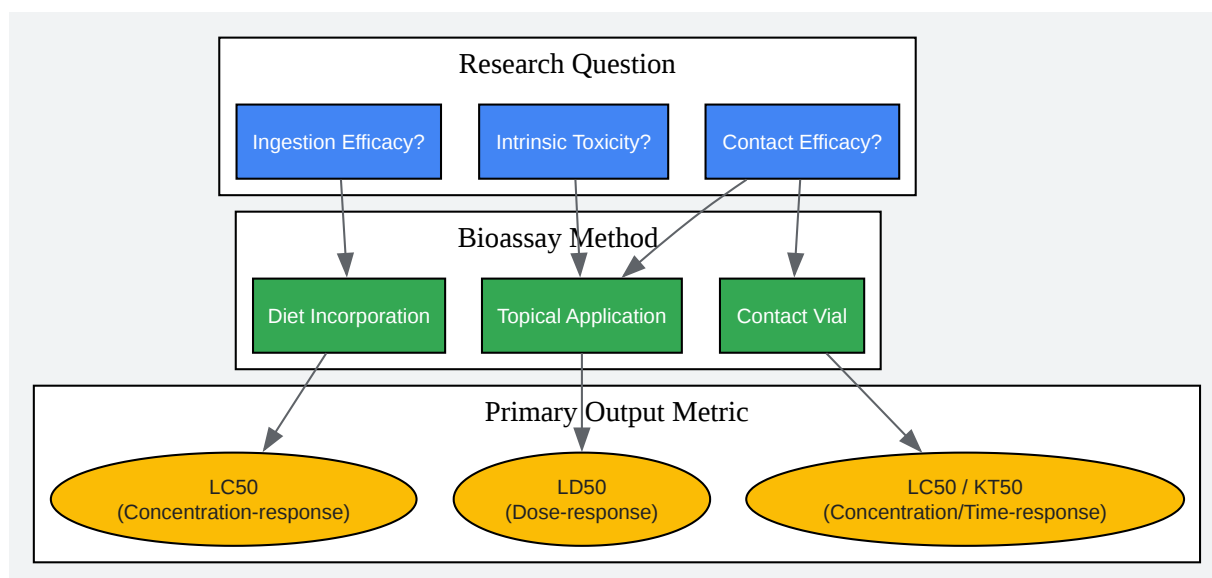 Research Question
Ingestion Efficacy?
Intrinsic Toxicity?
Contact Efficacy?
Bioassay Method
Diet Incorporation
Topical Application
Contact Vial
Primary Output Metric
LC50
(Concentration-response)
LD50
(Dose-response)
LC50 / KT50
(Concentration/Time-response)